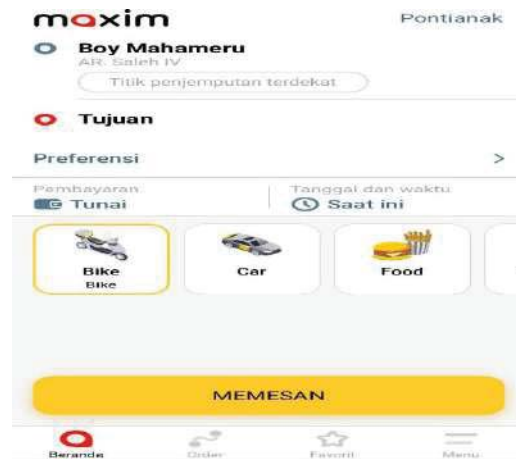 maxim Pontianak
Boy Mahameru
AR. Saleh IV
Titik penjemputan terdekat
Tujuan
Preferensi >
Pembayaran Tanggal dan waktu
Tunai Saat ini
Bike Car Food
Bike
MEMESAN
Beranda Order Favorit Menu